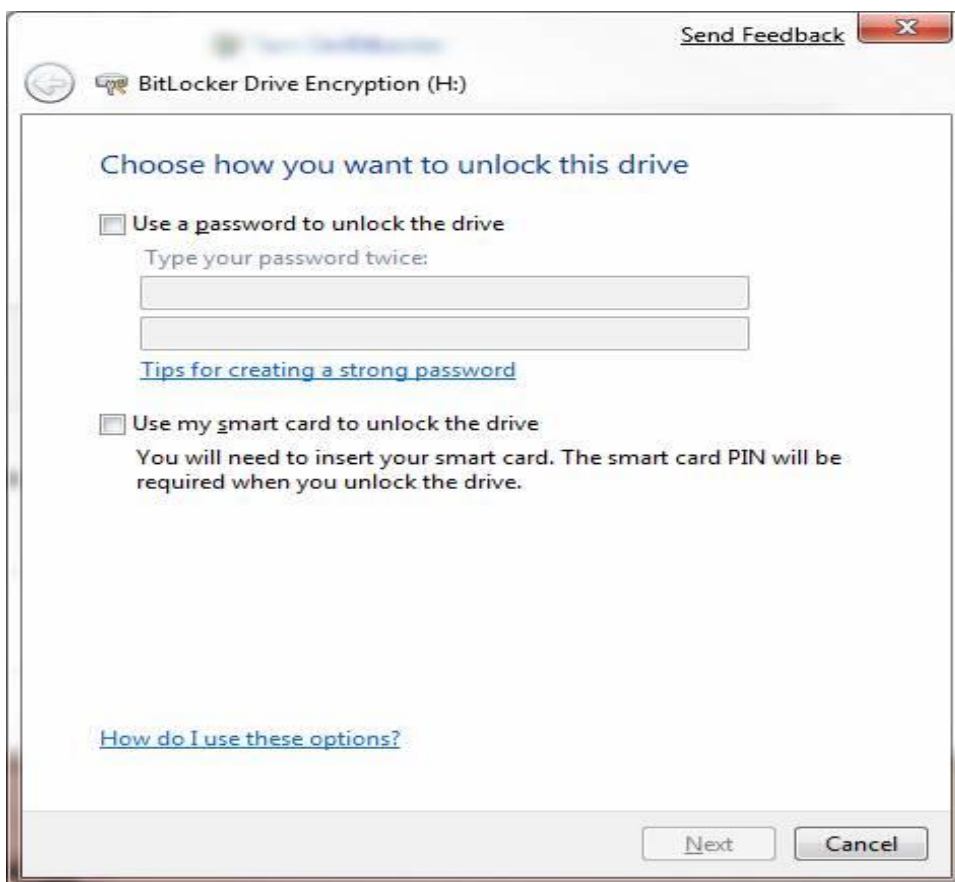 Send Feedback
BitLocker Drive Encryption (H:)
Choose how you want to unlock this drive
Use a password to unlock the drive
Type your password twice:
Tips for creating a strong password
Use my smart card to unlock the drive
You will need to insert your smart card. The smart card PIN will be
required when you unlock the drive.
How do I use these options?
Next
Cancel